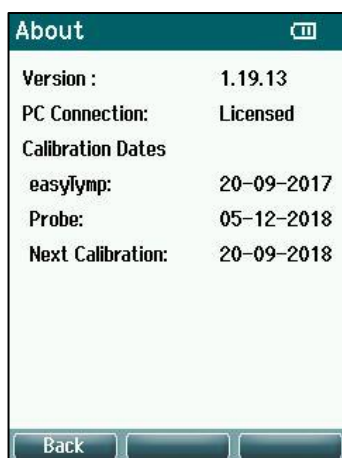 About
Version : 1.19.13
PC Connection: Licensed
Calibration Dates
easyTymp: 20-09-2017
Probe: 05-12-2018
Next Calibration: 20-09-2018
Back